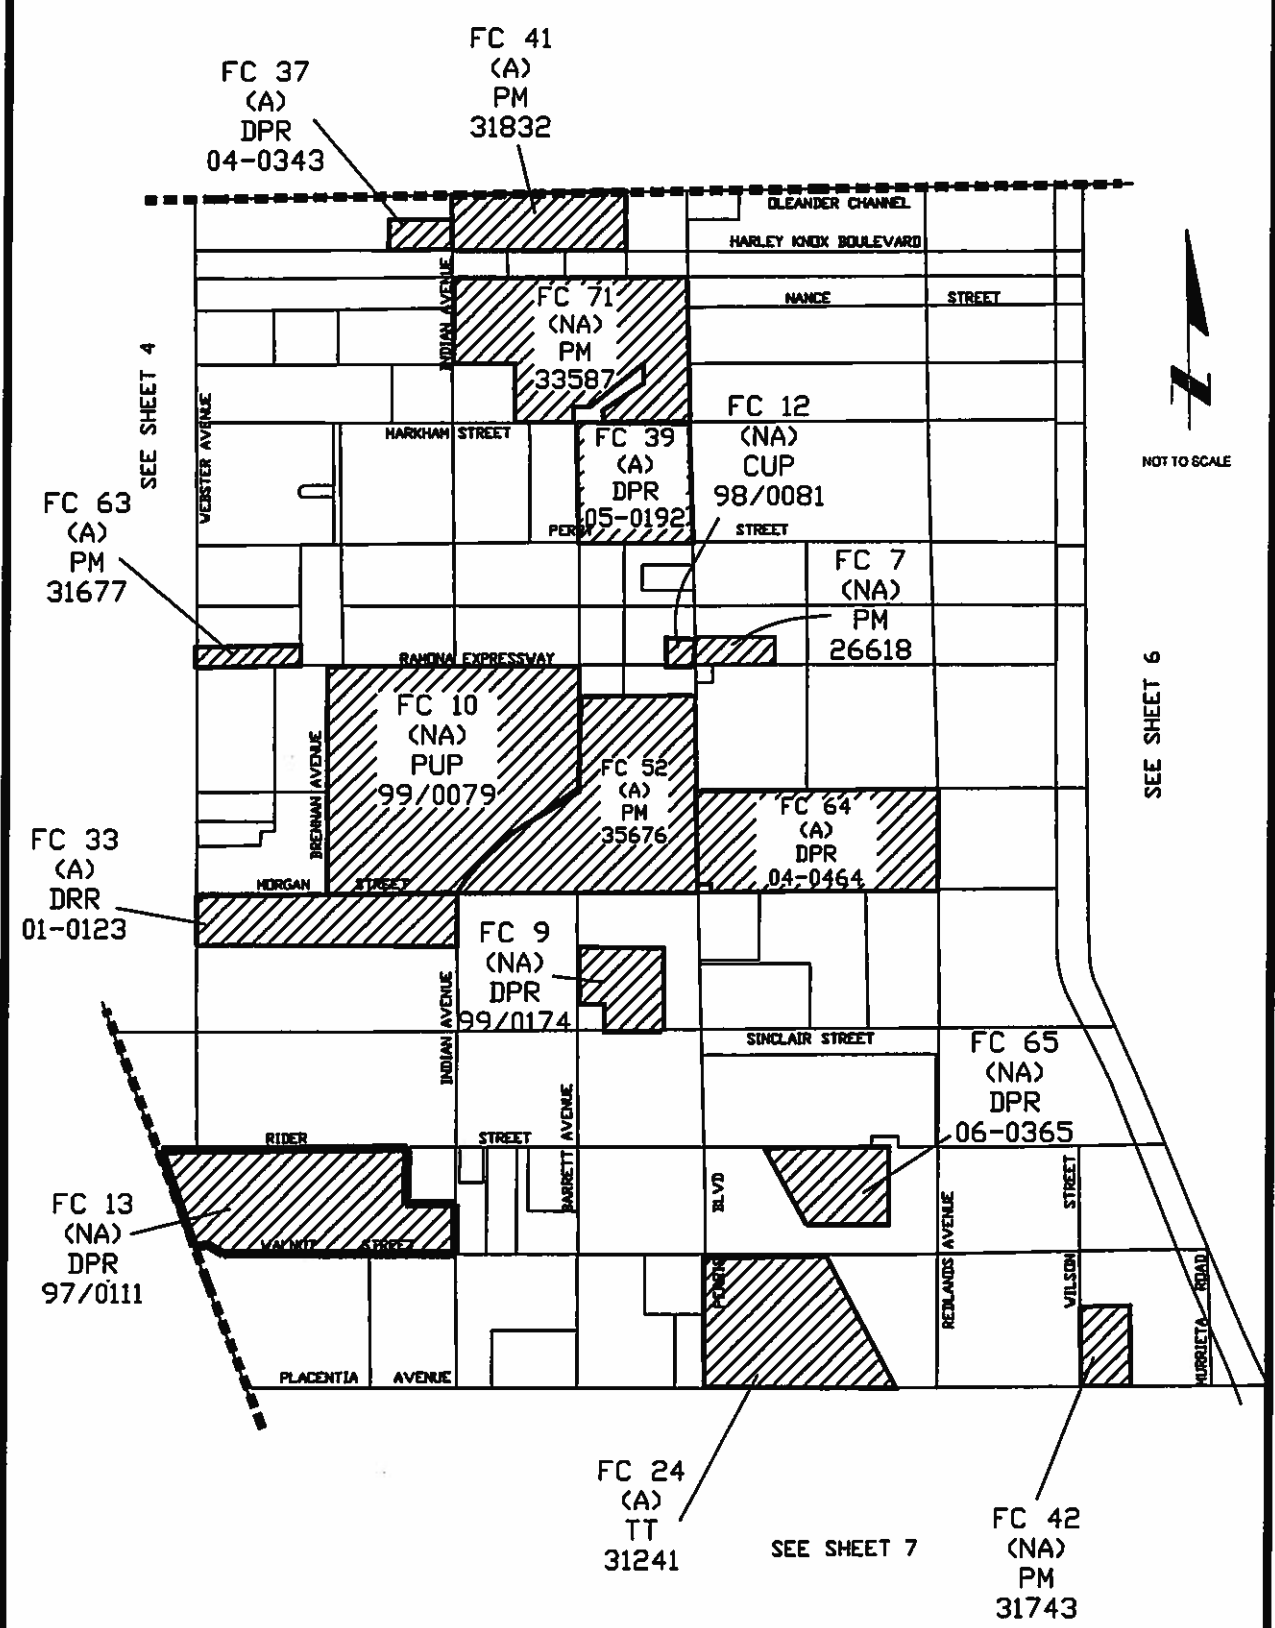 FC 41
(A)
PM
31832
FC 37
(A)
DPR
04-0343
OLEANDER CHANNEL
HARLEY KNOX BOULEVARD
INDIAN AVENUE
FC 71
(NA)
PM
33587
NANCE STREET
SEE SHEET 4
WEBSTER AVENUE
HARKHAM STREET
FC 39
(A)
DPR
05-0192
FC 12
(NA)
CUP
98/0081
NOT TO SCALE
PERRY STREET
FC 63
(A)
PM
31677
FC 7
(NA)
PM
26618
RAMONA EXPRESSWAY
SEE SHEET 6
FC 10
(NA)
PUP
99/0079
BRENNAN AVENUE
FC 52
(A)
PM
35676
FC 64
(A)
DPR
04-0464
FC 33
(A)
DRR
01-0123
MORGAN STREET
FC 9
(NA)
DPR
99/0174
INDIAN AVENUE
SINCLAIR STREET
FC 65
(NA)
DPR
06-0365
BARRETT AVENUE
RIDER STREET
FC 13
(NA)
DPR
97/0111
WALNUT STREET
PERRIS BLVD
REDLANDS AVENUE
WILSON STREET
MURRIETA ROAD
PLACENTIA AVENUE
FC 24
(A)
TT
31241
SEE SHEET 7
FC 42
(NA)
PM
31743